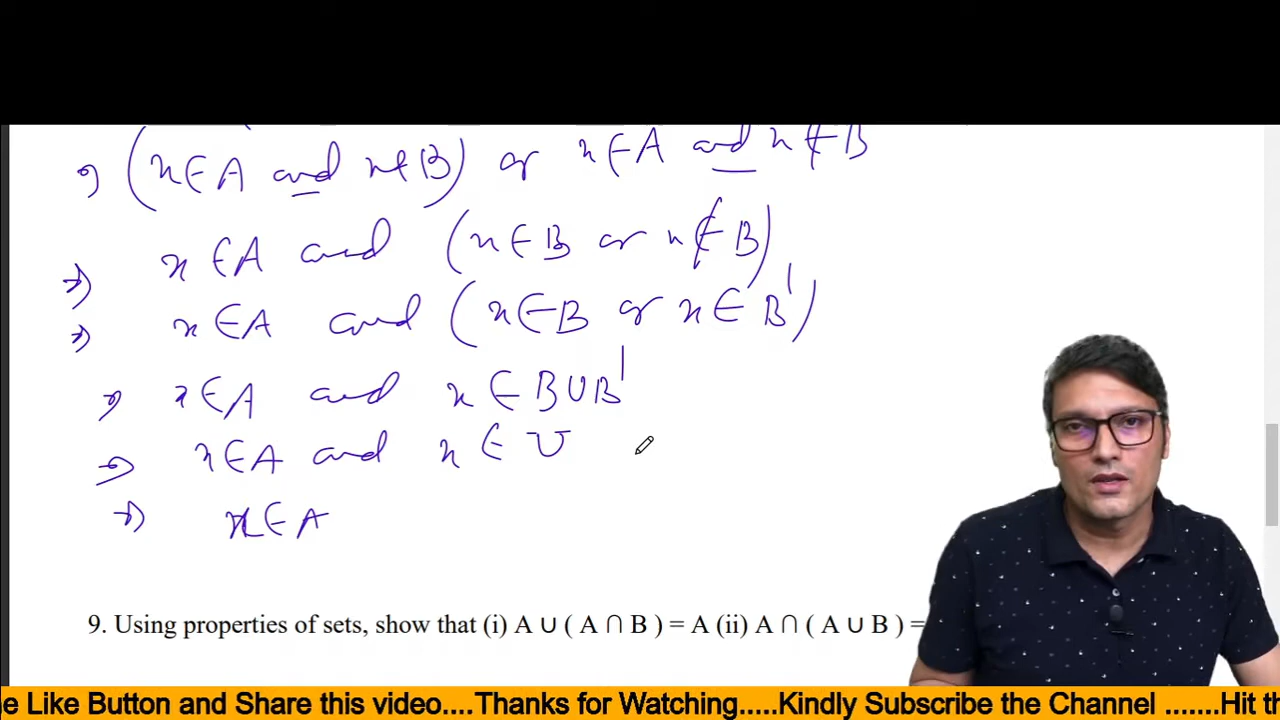 ⇒ (x∈A and x∈B) or x∈A and x∉B
⇒ x∈A and (x∈B or x∉B)
⇒ x∈A and (x∈B or x∈B')
⇒ x∈A and x∈B∪B'
⇒ x∈A and x∈U
⇒ x∈A
9. Using properties of sets, show that (i) A ∪ ( A ∩ B ) = A (ii) A ∩ ( A ∪ B ) =
e Like Button and Share this video....Thanks for Watching.....Kindly Subscribe the Channel .......Hit th